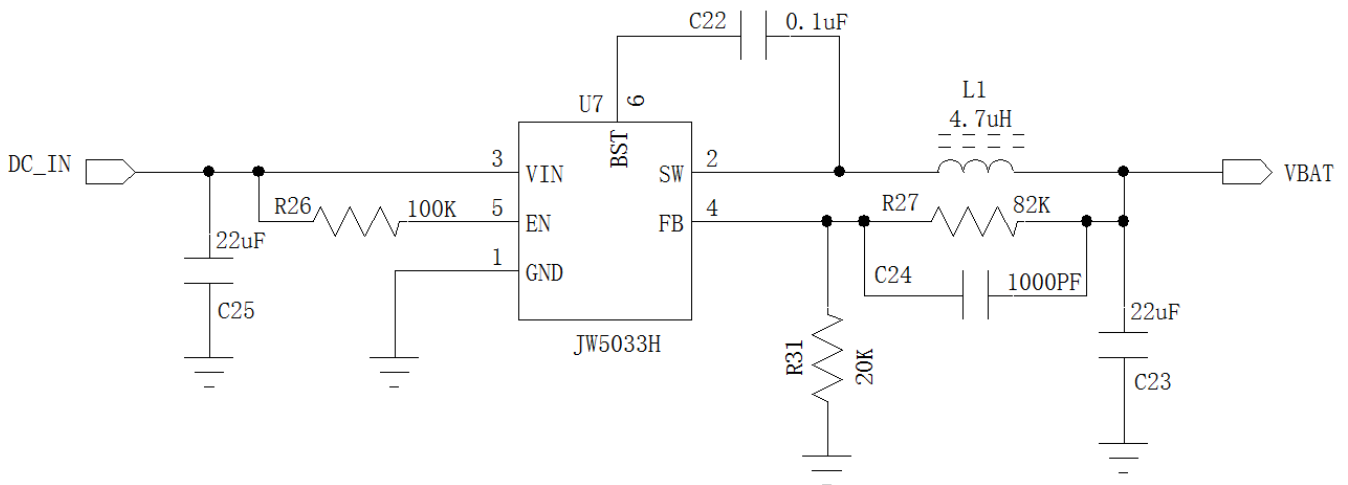 C22 0.1uF
U7 6
BST
L1
4.7uH
DC_IN 3 VIN SW 2 VBAT
R26 100K 5 EN FB 4 R27 82K
22uF 1 GND C24 1000PF
C25 22uF
JW5033H R31 20K C23